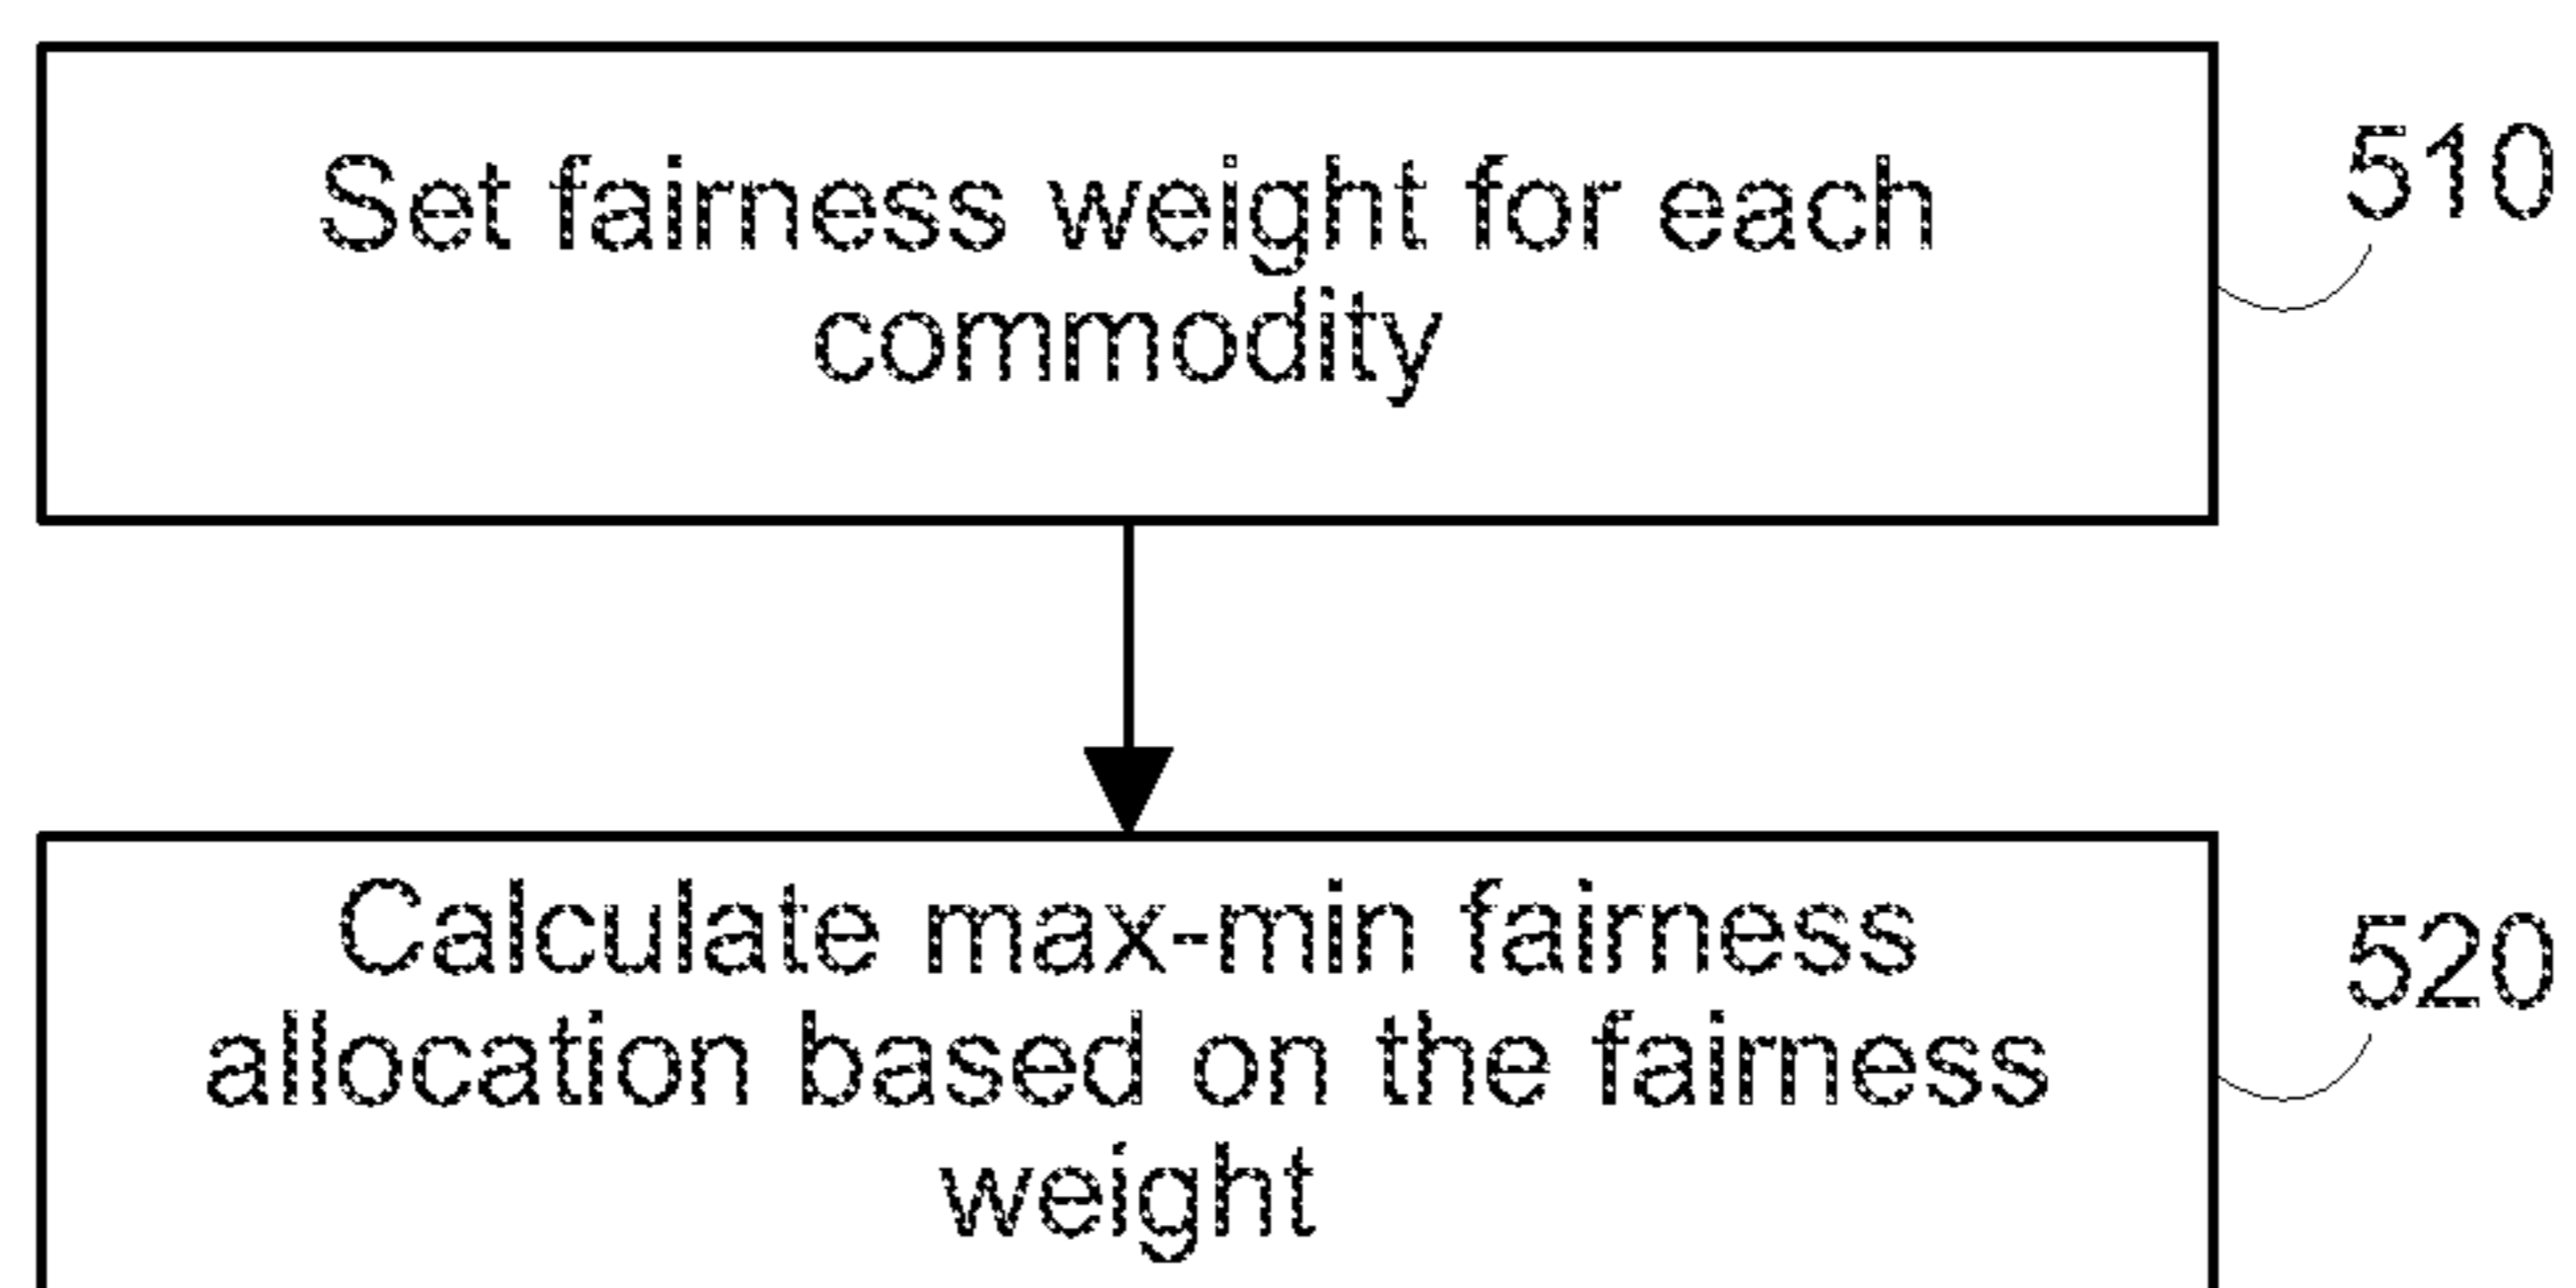 Set fairness weight for each
commodity
510
Calculate max-min fairness
allocation based on the fairness
weight
520